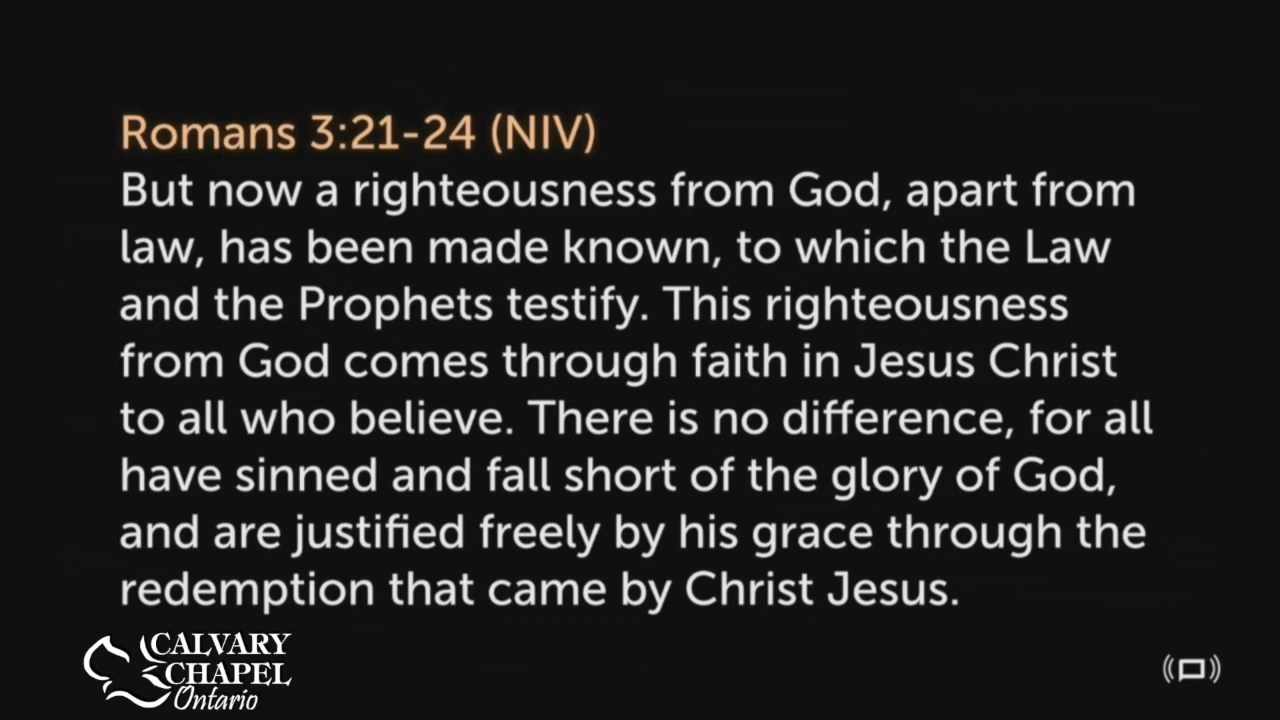 Romans 3:21-24 (NIV)
But now a righteousness from God, apart from
law, has been made known, to which the Law
and the Prophets testify. This righteousness
from God comes through faith in Jesus Christ
to all who believe. There is no difference, for all
have sinned and fall short of the glory of God,
and are justified freely by his grace through the
redemption that came by Christ Jesus.
CALVARY
CHAPEL
Ontario